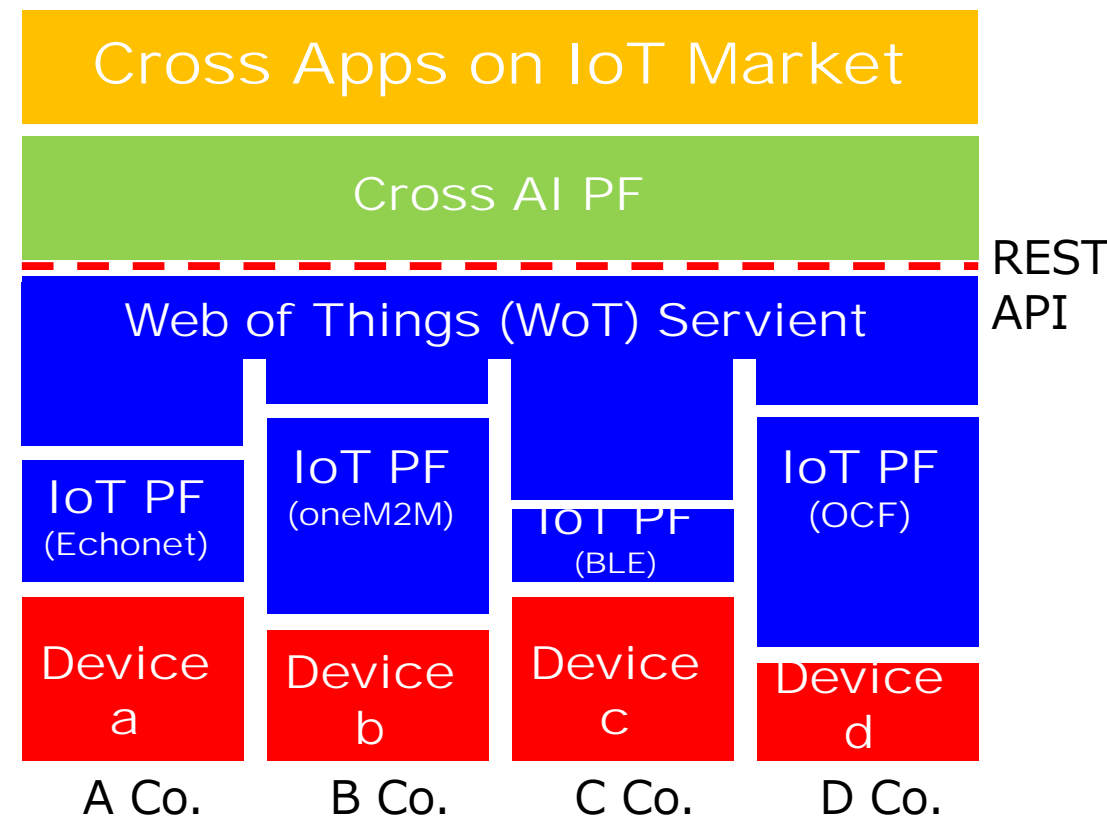 Cross Apps on IoT Market
Cross AI PF
REST
API
Web of Things (WoT) Servient
IoT PF
(Echonet)
IoT PF
(oneM2M)
IoT PF
(BLE)
IoT PF
(OCF)
Device
a
Device
b
Device
c
Device
d
A Co.
B Co.
C Co.
D Co.